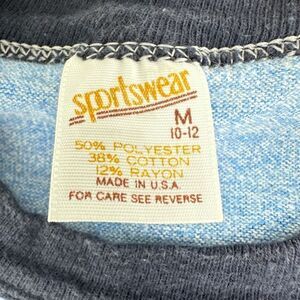 sportswear
M
10-12
50% POLYESTER
38% COTTON
12% RAYON
MADE IN U.S.A.
FOR CARE SEE REVERSE